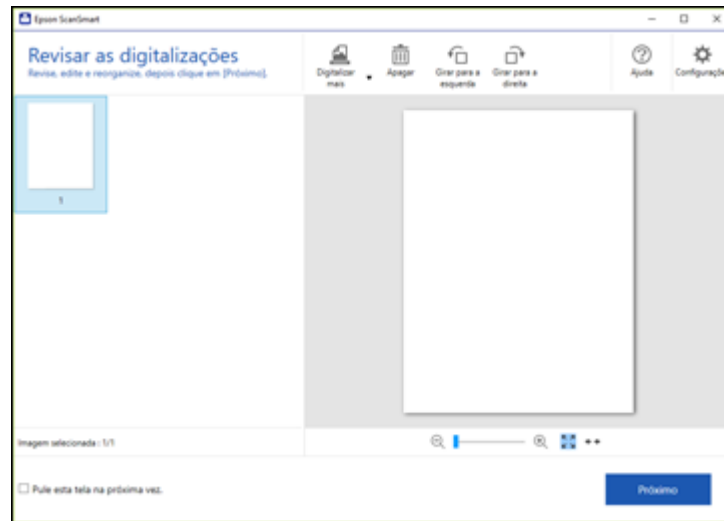 Epson ScanSmart
Revisar as digitalizações
Revise, edite e reorganize, depois clique em [Próximo].
Digitalizar mais
Apagar
Girar para a esquerda
Girar para a direita
Ajuda
Configuraçõe
1
Imagem selecionada : 1/1
Pule esta tela na próxima vez.
Próximo